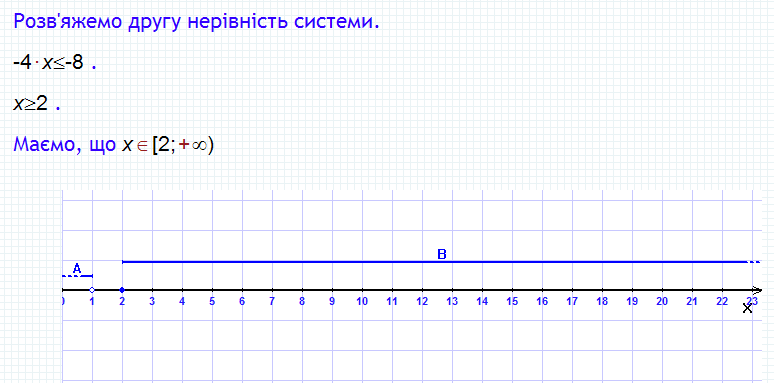 Розв'яжемо другу нерівність системи.
-4·x≤-8 .
x≥2 .
Маємо, що x∈[2;+∞)
B
A
0 1 2 3 4 5 6 7 8 9 10 11 12 13 14 15 16 17 18 19 20 21 22 23
X